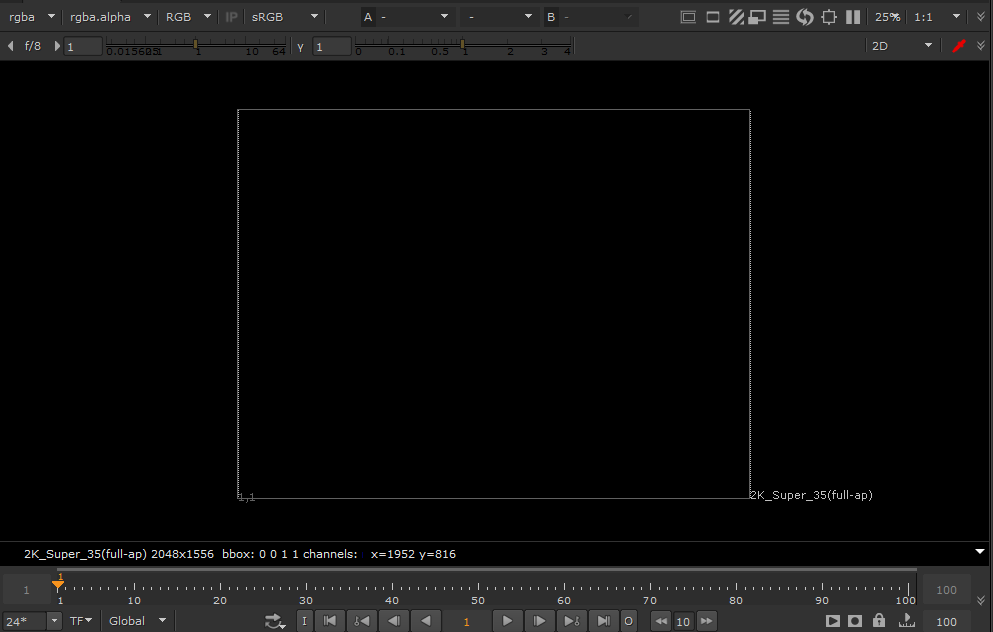 rgba rgba.alpha RGB IP sRGB A - - B - 25% 1:1
f/8 1 1 10 64 γ 1 0 0.1 0.5 1 2 3 4 2D
1,1 2K_Super_35(full-ap)
2K_Super_35(full-ap) 2048x1556 bbox: 0 0 1 1 channels: x=1952 y=816
1
1 100
1 10 20 30 40 50 60 70 80 90 100
24* TF Global I 1 O 10 100